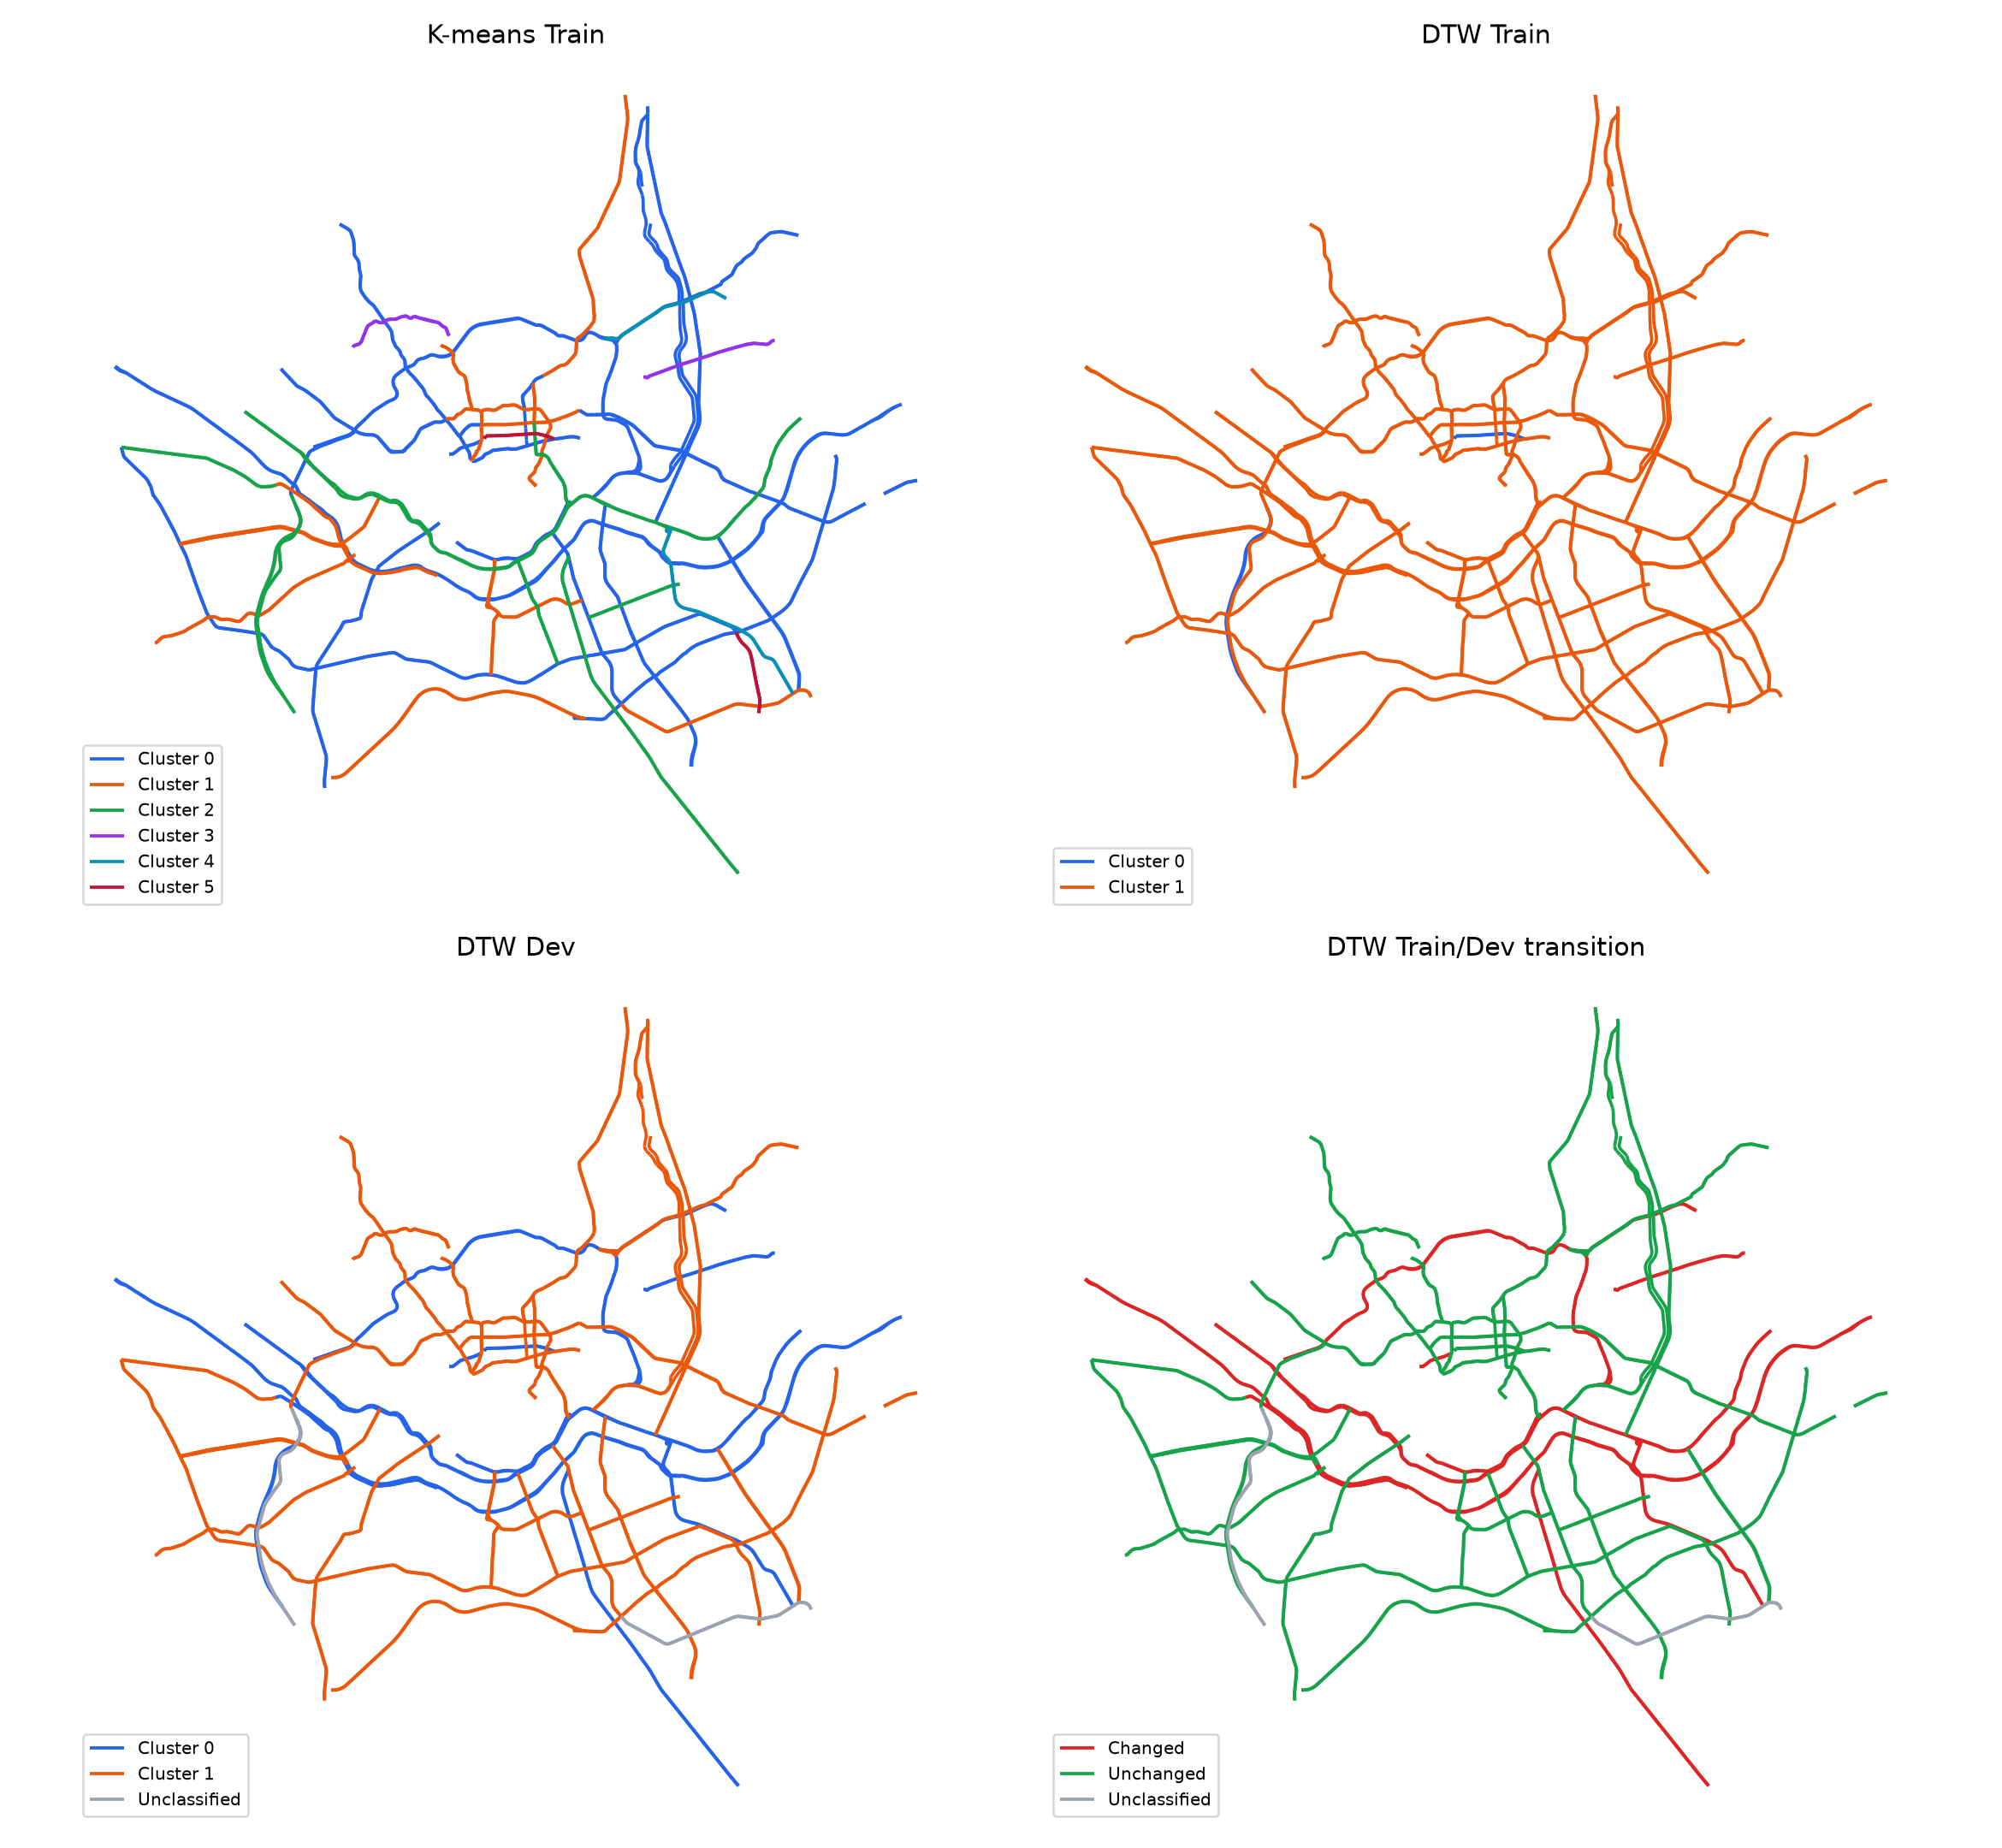 K-means Train
Cluster 0
Cluster 1
Cluster 2
Cluster 3
Cluster 4
Cluster 5
DTW Train
Cluster 0
Cluster 1
DTW Dev
Cluster 0
Cluster 1
Unclassified
DTW Train/Dev transition
Changed
Unchanged
Unclassified